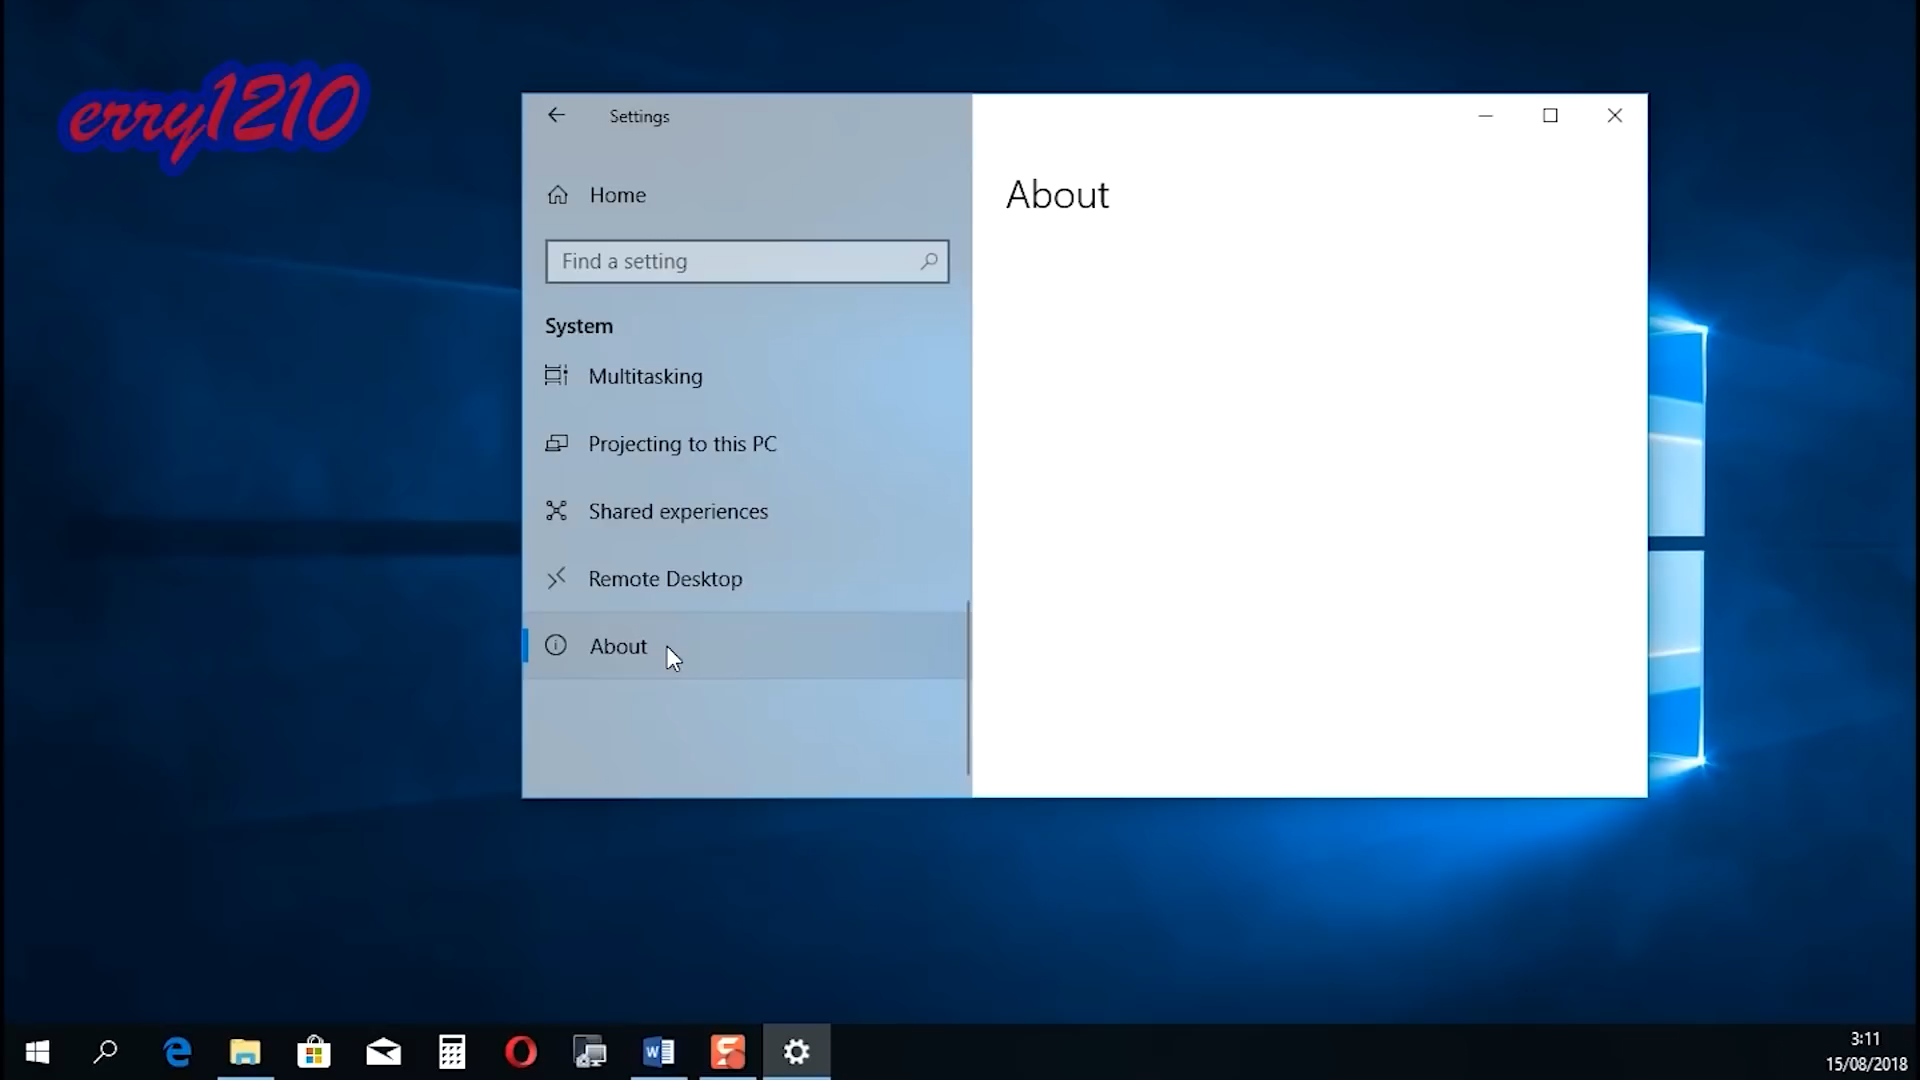 erry1210
Settings
Home
Find a setting
System
Multitasking
Projecting to this PC
Shared experiences
Remote Desktop
About
About
3:11
15/08/2018